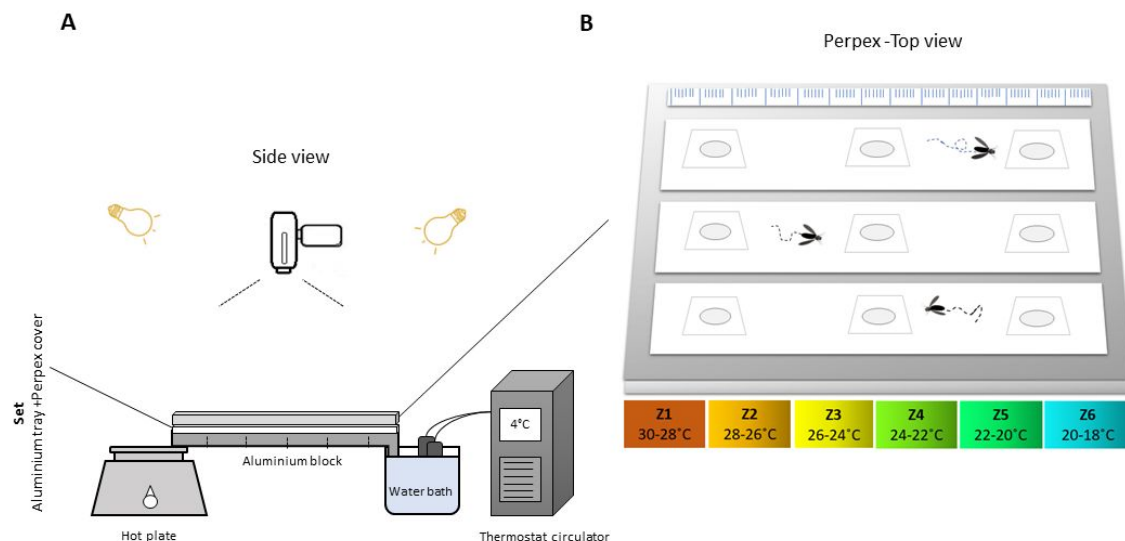 A
Side view
Set
Aluminium tray +Perpex cover
4°C
Aluminium block
Water bath
Hot plate
Thermostat circulator
B
Perpex -Top view
Z1
30-28˚C
Z2
28-26˚C
Z3
26-24˚C
Z4
24-22˚C
Z5
22-20˚C
Z6
20-18˚C